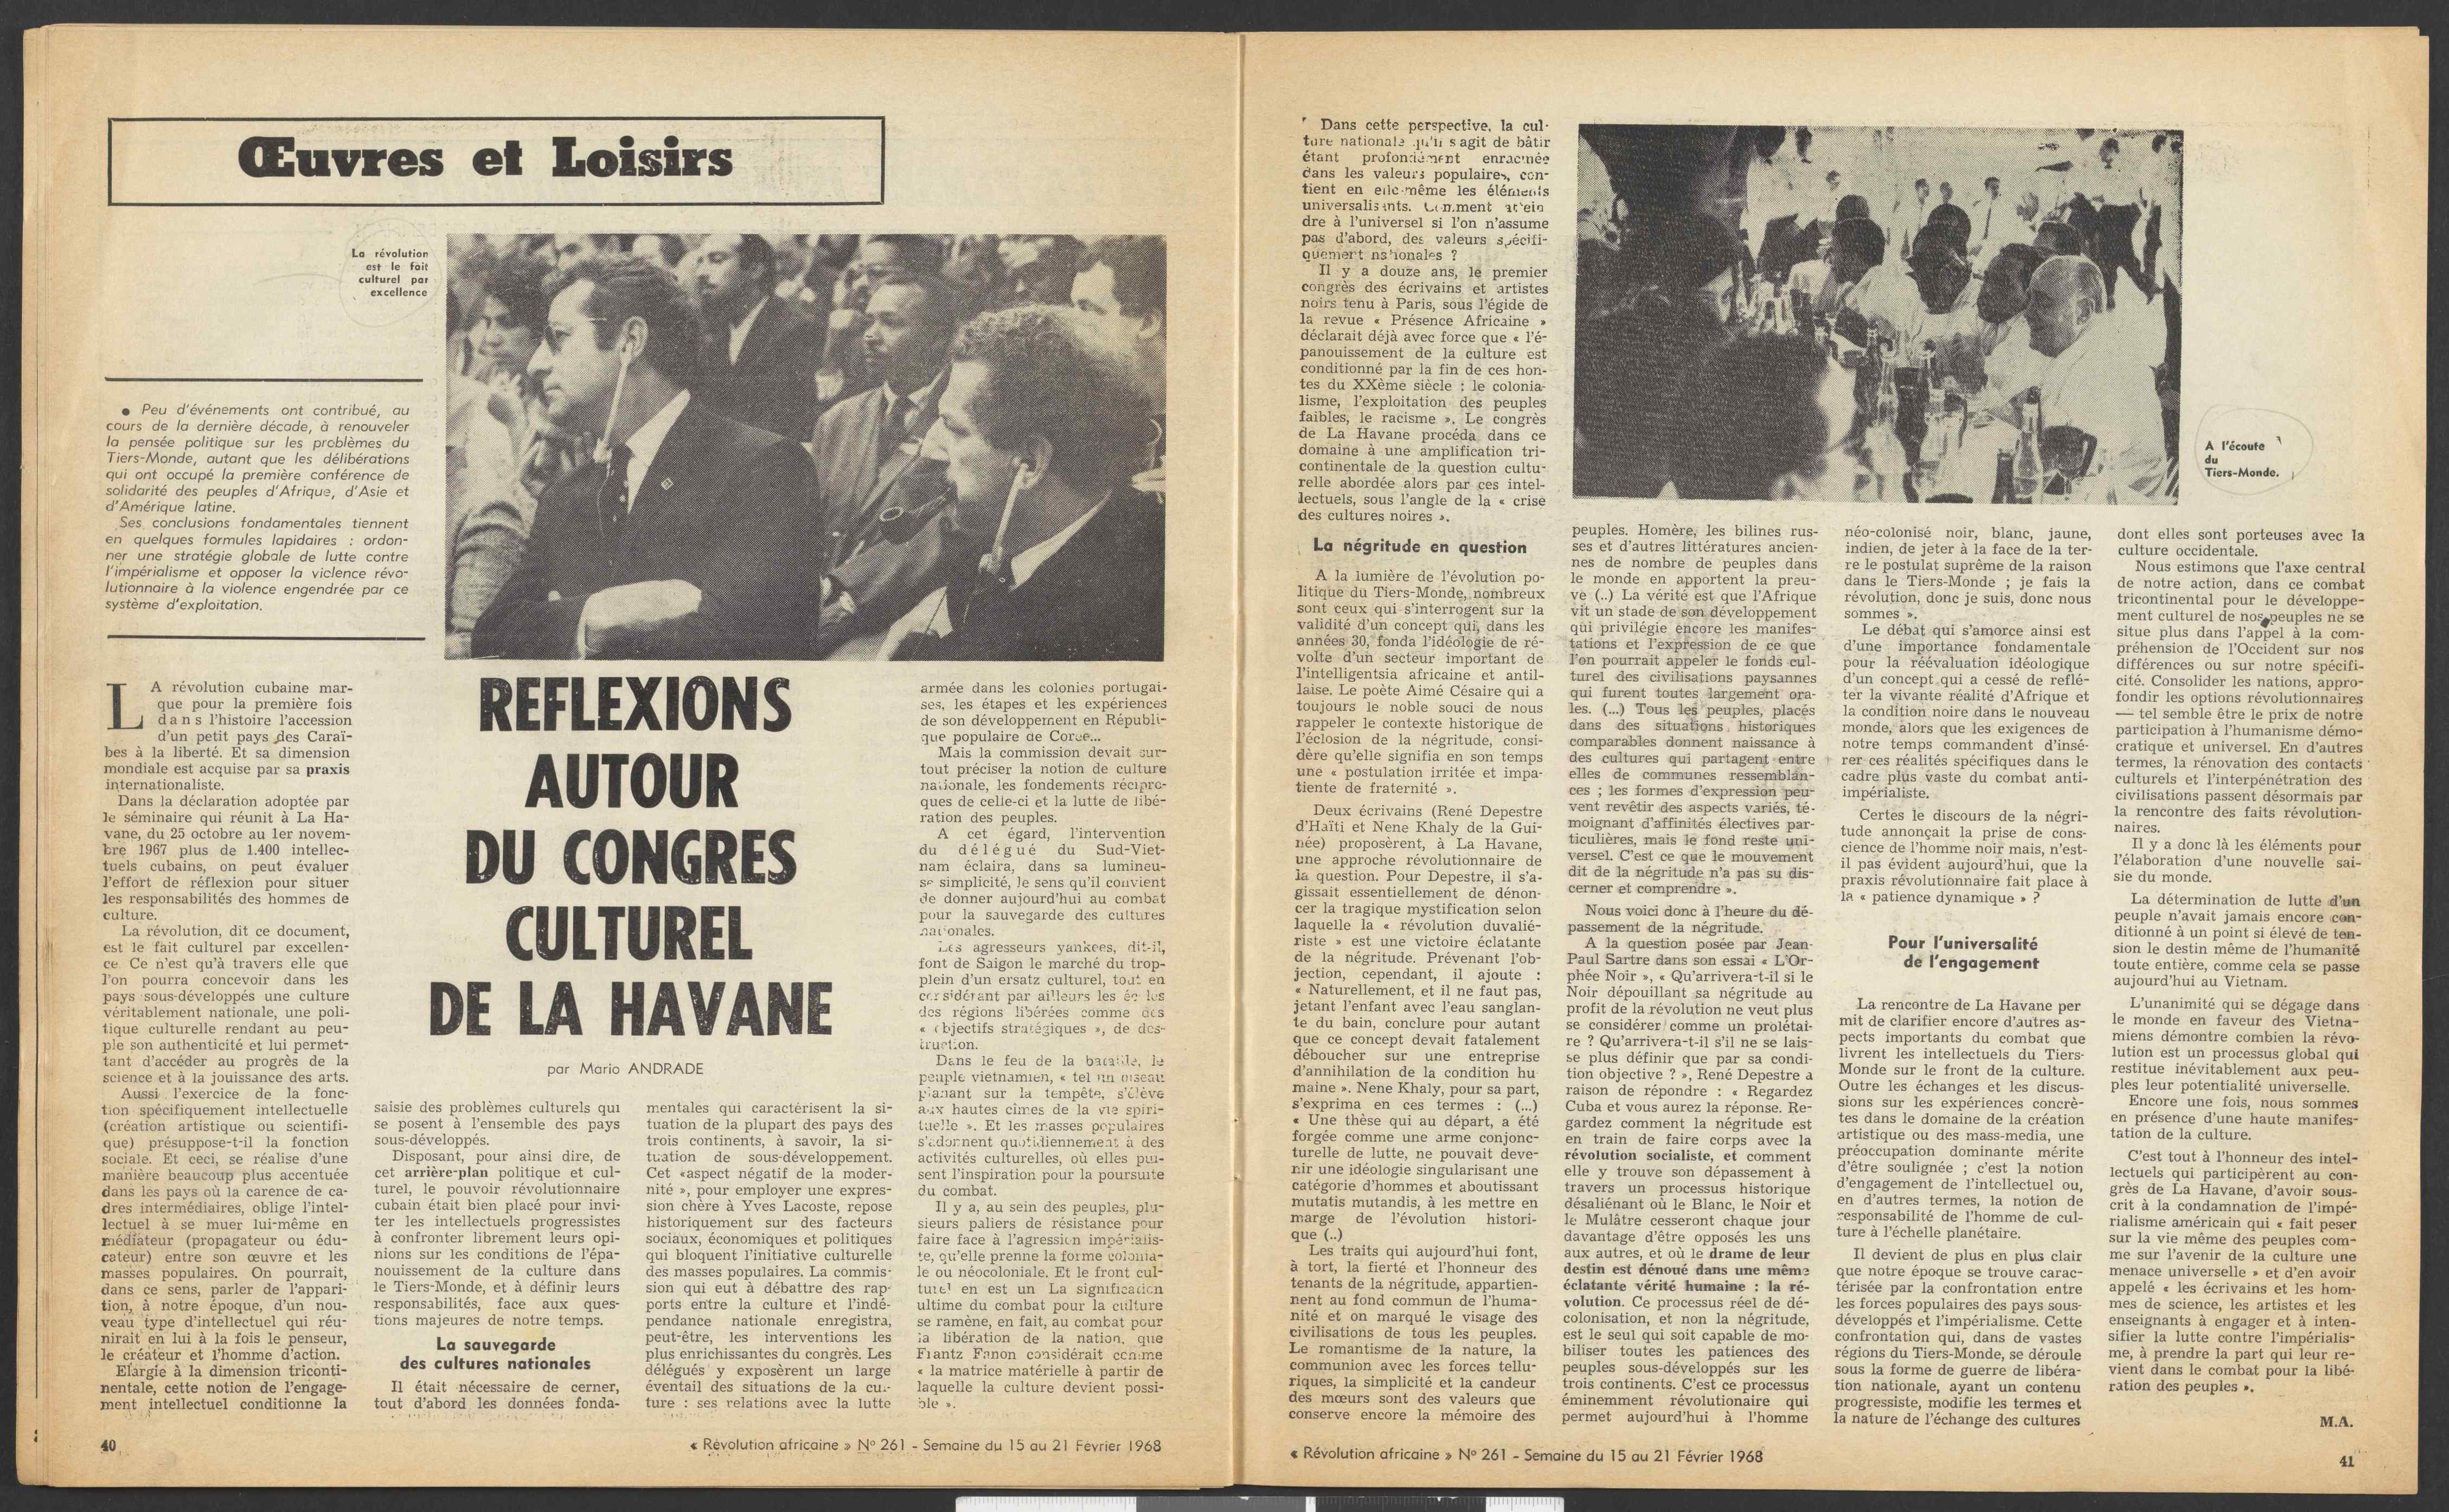 Œuvres et Loisirs
La révolution
est le fait
culturel par
excellence
• Peu d'événements ont contribué, au
cours de la dernière décade, à renouveler
la pensée politique sur les problèmes du
Tiers-Monde, autant que les délibérations
qui ont occupé la première conférence de
solidarité des peuples d'Afrique, d'Asie et
d'Amérique latine.
Ses conclusions fondamentales tiennent
en quelques formules lapidaires : ordon-
ner une stratégie globale de lutte contre
l'impérialisme et opposer la violence révo-
lutionnaire à la violence engendrée par ce
système d'exploitation.
REFLEXIONS
AUTOUR
DU CONGRES
CULTUREL
DE LA HAVANE
par Mario ANDRADE
LA révolution cubaine mar-
que pour la première fois
dans l'histoire l'accession
d'un petit pays des Caraï-
bes à la liberté. Et sa dimension
mondiale est acquise par sa praxis
internationaliste.
Dans la déclaration adoptée par
le séminaire qui réunit à La Ha-
vane, du 25 octobre au 1er novem-
bre 1967 plus de 1.400 intellec-
tuels cubains, on peut évaluer
l'effort de réflexion pour situer
les responsabilités des hommes de
culture.
La révolution, dit ce document,
est le fait culturel par excellen-
ce. Ce n'est qu'à travers elle que
l'on pourra concevoir dans les
pays sous-développés une culture
véritablement nationale, une poli-
tique culturelle rendant au peu-
ple son authenticité et lui permet-
tant d'accéder au progrès de la
science et à la jouissance des arts.
Aussi l'exercice de la fonc-
tion spécifiquement intellectuelle
(création artistique ou scientifi-
que) présuppose-t-il la fonction
sociale. Et ceci, se réalise d'une
manière beaucoup plus accentuée
dans les pays où la carence de ca-
dres intermédiaires, oblige l'intel-
lectuel à se muer lui-même en
médiateur (propagateur ou édu-
cateur) entre son œuvre et les
masses populaires. On pourrait,
dans ce sens, parler de l'appari-
tion, à notre époque, d'un nou-
veau type d'intellectuel qui réu-
nirait en lui à la fois le penseur,
le créateur et l'homme d'action.
Elargie à la dimension triconti-
nentale, cette notion de l'engage-
ment intellectuel conditionne la
saisie des problèmes culturels qui
se posent à l'ensemble des pays
sous-développés.
Disposant, pour ainsi dire, de
cet arrière-plan politique et cul-
turel, le pouvoir révolutionnaire
cubain était bien placé pour invi-
ter les intellectuels progressistes
à confronter librement leurs opi-
nions sur les conditions de l'épa-
nouissement de la culture dans
le Tiers-Monde, et à définir leurs
responsabilités, face aux ques-
tions majeures de notre temps.
La sauvegarde
des cultures nationales
Il était nécessaire de cerner,
tout d'abord les données fonda-
mentales qui caractérisent la si-
tuation de la plupart des pays des
trois continents, à savoir, la si-
tuation de sous-développement.
Cet «aspect négatif de la moder-
nité », pour employer une expres-
sion chère à Yves Lacoste, repose
historiquement sur des facteurs
sociaux, économiques et politiques
qui bloquent l'initiative culturelle
des masses populaires. La commis-
sion qui eut à débattre des rap-
ports entre la culture et l'indé-
pendance nationale enregistra,
peut-être, les interventions les
plus enrichissantes du congrès. Les
délégués y exposèrent un large
éventail des situations de la cul-
ture : ses relations avec la lutte
armée dans les colonies portugai-
ses, les étapes et les expériences
de son développement en Républi-
que populaire de Corée...
Mais la commission devait sur-
tout préciser la notion de culture
nationale, les fondements récipro-
ques de celle-ci et la lutte de libé-
ration des peuples.
A cet égard, l'intervention
du délégué du Sud-Viet-
nam éclaira, dans sa lumineu-
se simplicité, le sens qu'il convient
de donner aujourd'hui au combat
pour la sauvegarde des cultures
nationales.
Les agresseurs yankees, dit-il,
font de Saigon le marché du trop-
plein d'un ersatz culturel, tout en
considérant par ailleurs les écoles
des régions libérées comme des
« objectifs stratégiques », de des-
truction.
Dans le feu de la bataille, le
peuple vietnamien, « tel un oiseau
planant sur la tempête, s'élève
aux hautes cîmes de la vie spiri-
tuelle ». Et les masses populaires
s'adonnent quotidiennement à des
activités culturelles, où elles pui-
sent l'inspiration pour la poursuite
du combat.
Il y a, au sein des peuples, plu-
sieurs paliers de résistance pour
faire face à l'agression impérialis-
te, qu'elle prenne la forme colonia-
le ou néocoloniale. Et le front cul-
turel en est un La signification
ultime du combat pour la culture
se ramène, en fait, au combat pour
la libération de la nation, que
Frantz Fanon considérait comme
« la matrice matérielle à partir de
laquelle la culture devient possi-
ble ».
40
« Révolution africaine » N° 261 - Semaine du 15 au 21 Février 1968
Dans cette perspective, la cul-
ture nationale qu'il s'agit de bâtir
étant profondément enracinée
dans les valeurs populaires, con-
tient en elle-même les éléments
universalisants. Comment attein
dre à l'universel si l'on n'assume
pas d'abord, des valeurs spécifi-
quement nationales ?
Il y a douze ans, le premier
congrès des écrivains et artistes
noirs tenu à Paris, sous l'égide de
la revue « Présence Africaine »
déclarait déjà avec force que « l'é-
panouissement de la culture est
conditionné par la fin de ces hon-
tes du XXème siècle : le colonia-
lisme, l'exploitation des peuples
faibles, le racisme ». Le congrès
de La Havane procéda dans ce
domaine à une amplification tri-
continentale de la question cultu-
relle abordée alors par ces intel-
lectuels, sous l'angle de la « crise
des cultures noires ».
La négritude en question
A la lumière de l'évolution po-
litique du Tiers-Monde, nombreux
sont ceux qui s'interrogent sur la
validité d'un concept qui, dans les
années 30, fonda l'idéologie de ré-
volte d'un secteur important de
l'intelligentsia africaine et antil-
laise. Le poète Aimé Césaire qui a
toujours le noble souci de nous
rappeler le contexte historique de
l'éclosion de la négritude, consi-
dère qu'elle signifia en son temps
une « postulation irritée et impa-
tiente de fraternité ».
Deux écrivains (René Depestre
d'Haïti et Nene Khaly de la Gui-
née) proposèrent, à La Havane,
une approche révolutionnaire de
la question. Pour Depestre, il s'a-
gissait essentiellement de dénon-
cer la tragique mystification selon
laquelle la « révolution duvalié-
riste » est une victoire éclatante
de la négritude. Prévenant l'ob-
jection, cependant, il ajoute :
« Naturellement, et il ne faut pas,
jetant l'enfant avec l'eau sanglan-
te du bain, conclure pour autant
que ce concept devait fatalement
déboucher sur une entreprise
d'annihilation de la condition hu
maine ». Nene Khaly, pour sa part,
s'exprima en ces termes : (...)
« Une thèse qui au départ, a été
forgée comme une arme conjonc-
turelle de lutte, ne pouvait deve-
nir une idéologie singularisant une
catégorie d'hommes et aboutissant
mutatis mutandis, à les mettre en
marge de l'évolution histori-
que (..)
Les traits qui aujourd'hui font,
à tort, la fierté et l'honneur des
tenants de la négritude, appartien-
nent au fond commun de l'huma-
nité et on marqué le visage des
civilisations de tous les peuples.
Le romantisme de la nature, la
communion avec les forces tellu-
riques, la simplicité et la candeur
des mœurs sont des valeurs que
conserve encore la mémoire des
A l'écoute
du
Tiers-Monde.
peuples. Homère, les bilines rus-
ses et d'autres littératures ancien-
nes de nombre de peuples dans
le monde en apportent la preu-
ve (..) La vérité est que l'Afrique
vit un stade de son développement
qui privilégie encore les manifes-
tations et l'expression de ce que
l'on pourrait appeler le fonds cul-
turel des civilisations paysannes
qui furent toutes largement ora-
les. (...) Tous les peuples, placés
dans des situations historiques
comparables donnent naissance à
des cultures qui partagent entre
elles de communes ressemblan-
ces ; les formes d'expression peu-
vent revêtir des aspects variés, té-
moignant d'affinités électives par-
ticulières, mais le fond reste uni-
versel. C'est ce que le mouvement
dit de la négritude n'a pas su dis-
cerner et comprendre ».
Nous voici donc à l'heure du dé-
passement de la négritude.
A la question posée par Jean-
Paul Sartre dans son essai « L'Or-
phée Noir », « Qu'arrivera-t-il si le
Noir dépouillant sa négritude au
profit de la révolution ne veut plus
se considérer comme un prolétai-
re ? Qu'arrivera-t-il s'il ne se lais-
se plus définir que par sa condi-
tion objective ? », René Depestre a
raison de répondre : « Regardez
Cuba et vous aurez la réponse. Re-
gardez comment la négritude est
en train de faire corps avec la
révolution socialiste, et comment
elle y trouve son dépassement à
travers un processus historique
désaliénant où le Blanc, le Noir et
le Mulâtre cesseront chaque jour
davantage d'être opposés les uns
aux autres, et où le drame de leur
destin est dénoué dans une même
éclatante vérité humaine : la ré-
volution. Ce processus réel de dé-
colonisation, et non la négritude,
est le seul qui soit capable de mo-
biliser toutes les patiences des
peuples sous-développés sur les
trois continents. C'est ce processus
éminemment révolutionaire qui
permet aujourd'hui à l'homme
néo-colonisé noir, blanc, jaune,
indien, de jeter à la face de la ter-
re le postulat suprême de la raison
dans le Tiers-Monde ; je fais la
révolution, donc je suis, donc nous
sommes ».
Le débat qui s'amorce ainsi est
d'une importance fondamentale
pour la réévaluation idéologique
d'un concept qui a cessé de reflé-
ter la vivante réalité d'Afrique et
la condition noire dans le nouveau
monde, alors que les exigences de
notre temps commandent d'insé-
rer ces réalités spécifiques dans le
cadre plus vaste du combat anti-
impérialiste.
Certes le discours de la négri-
tude annonçait la prise de cons-
cience de l'homme noir mais, n'est-
il pas évident aujourd'hui, que la
praxis révolutionnaire fait place à
la « patience dynamique » ?
Pour l'universalité
de l'engagement
La rencontre de La Havane per
mit de clarifier encore d'autres as-
pects importants du combat que
livrent les intellectuels du Tiers-
Monde sur le front de la culture.
Outre les échanges et les discus-
sions sur les expériences concrè-
tes dans le domaine de la création
artistique ou des mass-media, une
préoccupation dominante mérite
d'être soulignée ; c'est la notion
d'engagement de l'intellectuel ou,
en d'autres termes, la notion de
responsabilité de l'homme de cul-
ture à l'échelle planétaire.
Il devient de plus en plus clair
que notre époque se trouve carac-
térisée par la confrontation entre
les forces populaires des pays sous-
développés et l'impérialisme. Cette
confrontation qui, dans de vastes
régions du Tiers-Monde, se déroule
sous la forme de guerre de libéra-
tion nationale, ayant un contenu
progressiste, modifie les termes et
la nature de l'échange des cultures
dont elles sont porteuses avec la
culture occidentale.
Nous estimons que l'axe central
de notre action, dans ce combat
tricontinental pour le développe-
ment culturel de nos peuples ne se
situe plus dans l'appel à la com-
préhension de l'Occident sur nos
différences ou sur notre spécifi-
cité. Consolider les nations, appro-
fondir les options révolutionnaires
— tel semble être le prix de notre
participation à l'humanisme démo-
cratique et universel. En d'autres
termes, la rénovation des contacts
culturels et l'interpénétration des
civilisations passent désormais par
la rencontre des faits révolution-
naires.
Il y a donc là les éléments pour
l'élaboration d'une nouvelle sai-
sie du monde.
La détermination de lutte d'un
peuple n'avait jamais encore con-
ditionné à un point si élevé de ten-
sion le destin même de l'humanité
toute entière, comme cela se passe
aujourd'hui au Vietnam.
L'unanimité qui se dégage dans
le monde en faveur des Vietna-
miens démontre combien la révo-
lution est un processus global qui
restitue inévitablement aux peu-
ples leur potentialité universelle.
Encore une fois, nous sommes
en présence d'une haute manifes-
tation de la culture.
C'est tout à l'honneur des intel-
lectuels qui participèrent au con-
grès de La Havane, d'avoir sous-
crit à la condamnation de l'impé-
rialisme américain qui « fait peser
sur la vie même des peuples com-
me sur l'avenir de la culture une
menace universelle » et d'en avoir
appelé « les écrivains et les hom-
mes de science, les artistes et les
enseignants à engager et à inten-
sifier la lutte contre l'impérialis-
me, à prendre la part qui leur re-
vient dans le combat pour la libé-
ration des peuples ».
M.A.
« Révolution africaine » N° 261 - Semaine du 15 au 21 Février 1968
41